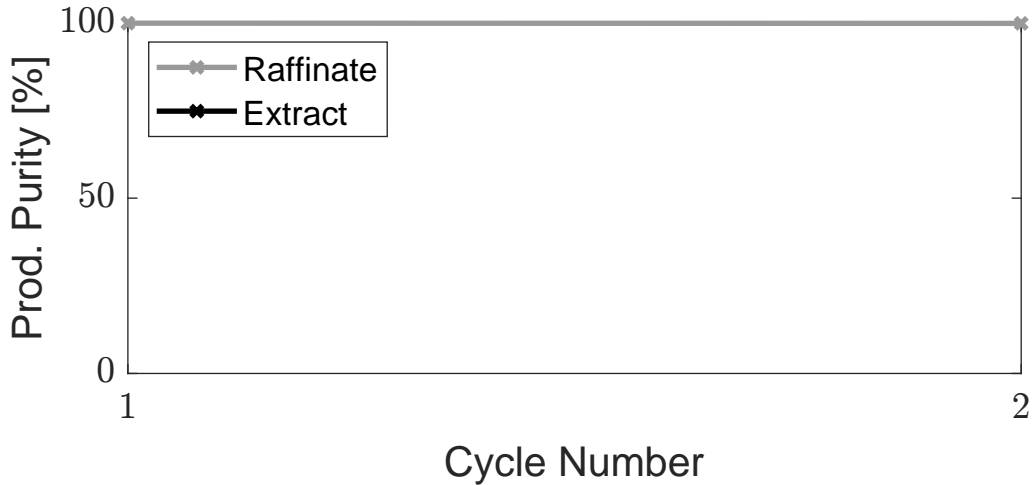 100
Raffinate
Extract
50
0
1
2
Prod. Purity [%]
Cycle Number